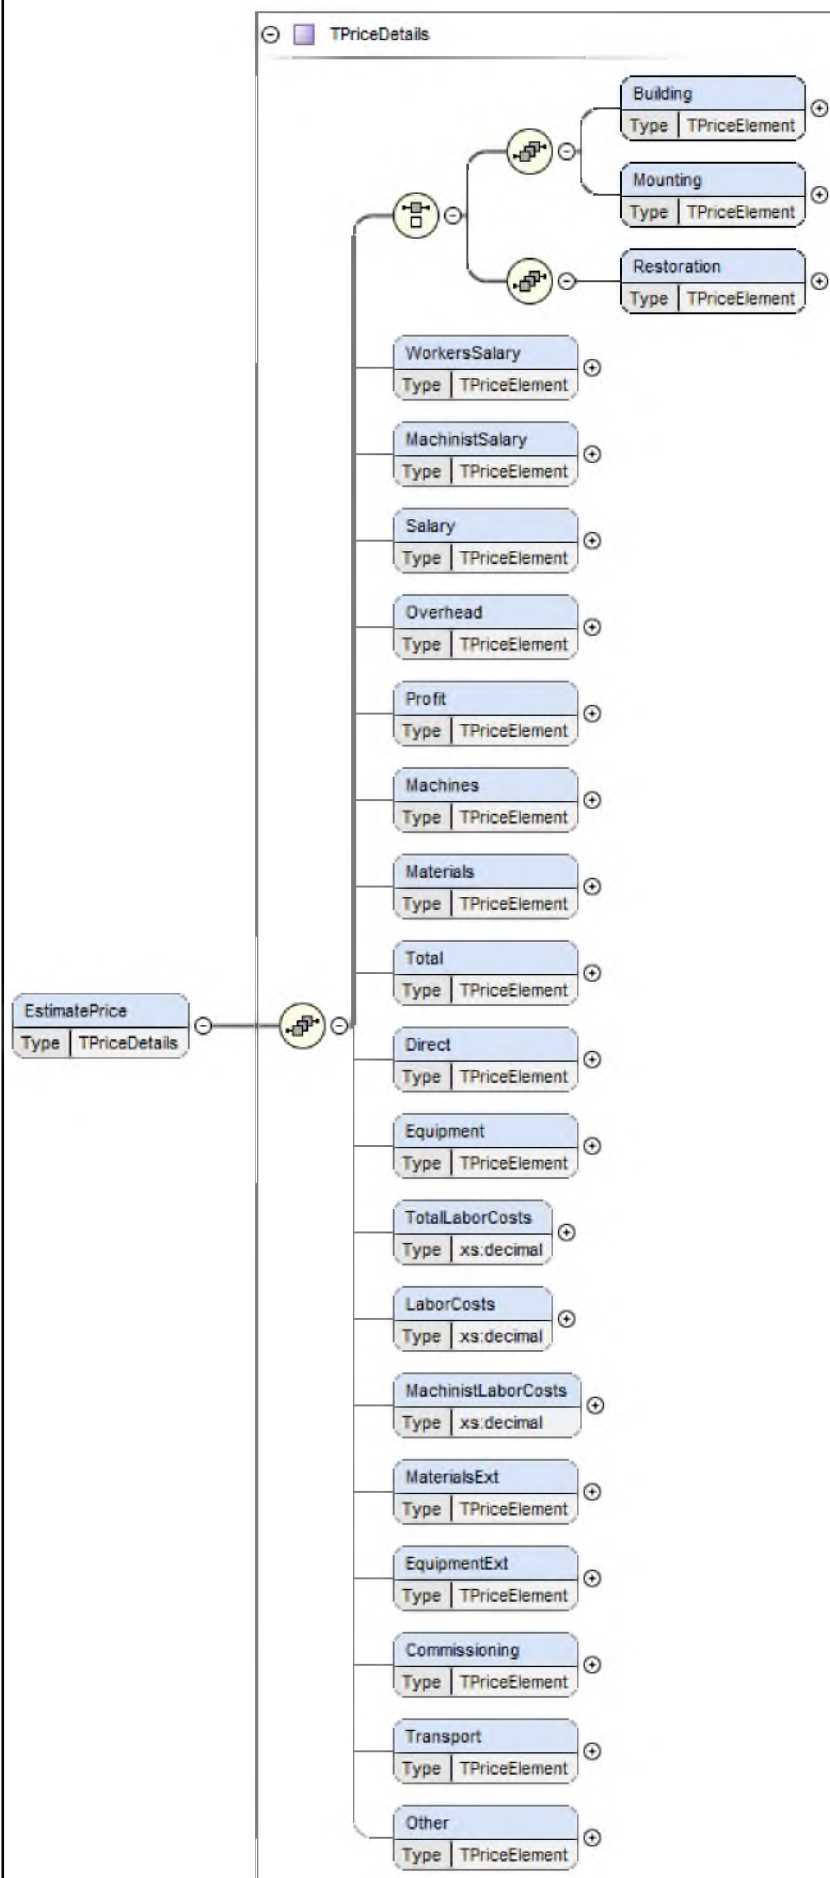 TPriceDetails
Building
Type TPriceElement
Mounting
Type TPriceElement
Restoration
Type TPriceElement
WorkersSalary
Type TPriceElement
MachinistSalary
Type TPriceElement
Salary
Type TPriceElement
Overhead
Type TPriceElement
Profit
Type TPriceElement
Machines
Type TPriceElement
Materials
Type TPriceElement
Total
Type TPriceElement
EstimatePrice
Type TPriceDetails
Direct
Type TPriceElement
Equipment
Type TPriceElement
TotalLaborCosts
Type xs:decimal
LaborCosts
Type xs:decimal
MachinistLaborCosts
Type xs:decimal
MaterialsExt
Type TPriceElement
EquipmentExt
Type TPriceElement
Commissioning
Type TPriceElement
Transport
Type TPriceElement
Other
Type TPriceElement